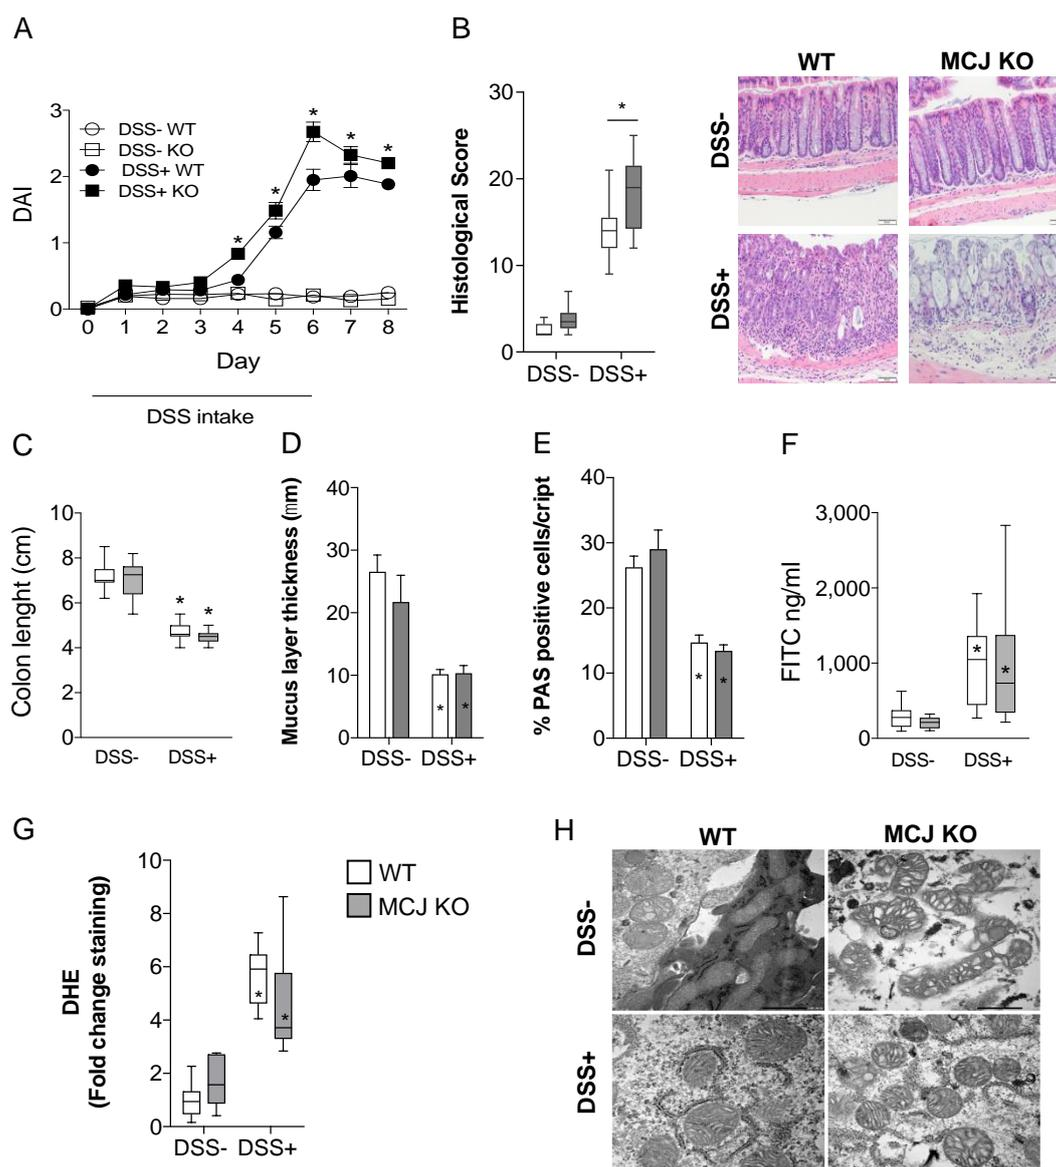 A
3
2
1
0
DAI
DSS- WT
DSS- KO
DSS+ WT
DSS+ KO
*
*
*
*
*
0 1 2 3 4 5 6 7 8
Day
DSS intake
B
30
20
10
0
Histological Score
*
DSS- DSS+
WT MCJ KO
DSS-
DSS+
C
10
8
6
4
2
0
Colon lenght (cm)
* *
DSS- DSS+
D
40
30
20
10
0
Mucus layer thickness (mm)
* *
DSS- DSS+
E
40
30
20
10
0
% PAS positive cells/cript
* *
DSS- DSS+
F
3,000
2,000
1,000
0
FITC ng/ml
* *
DSS- DSS+
G
10
8
6
4
2
0
DHE
(Fold change staining)
* *
DSS- DSS+
WT
MCJ KO
H
WT MCJ KO
DSS-
DSS+